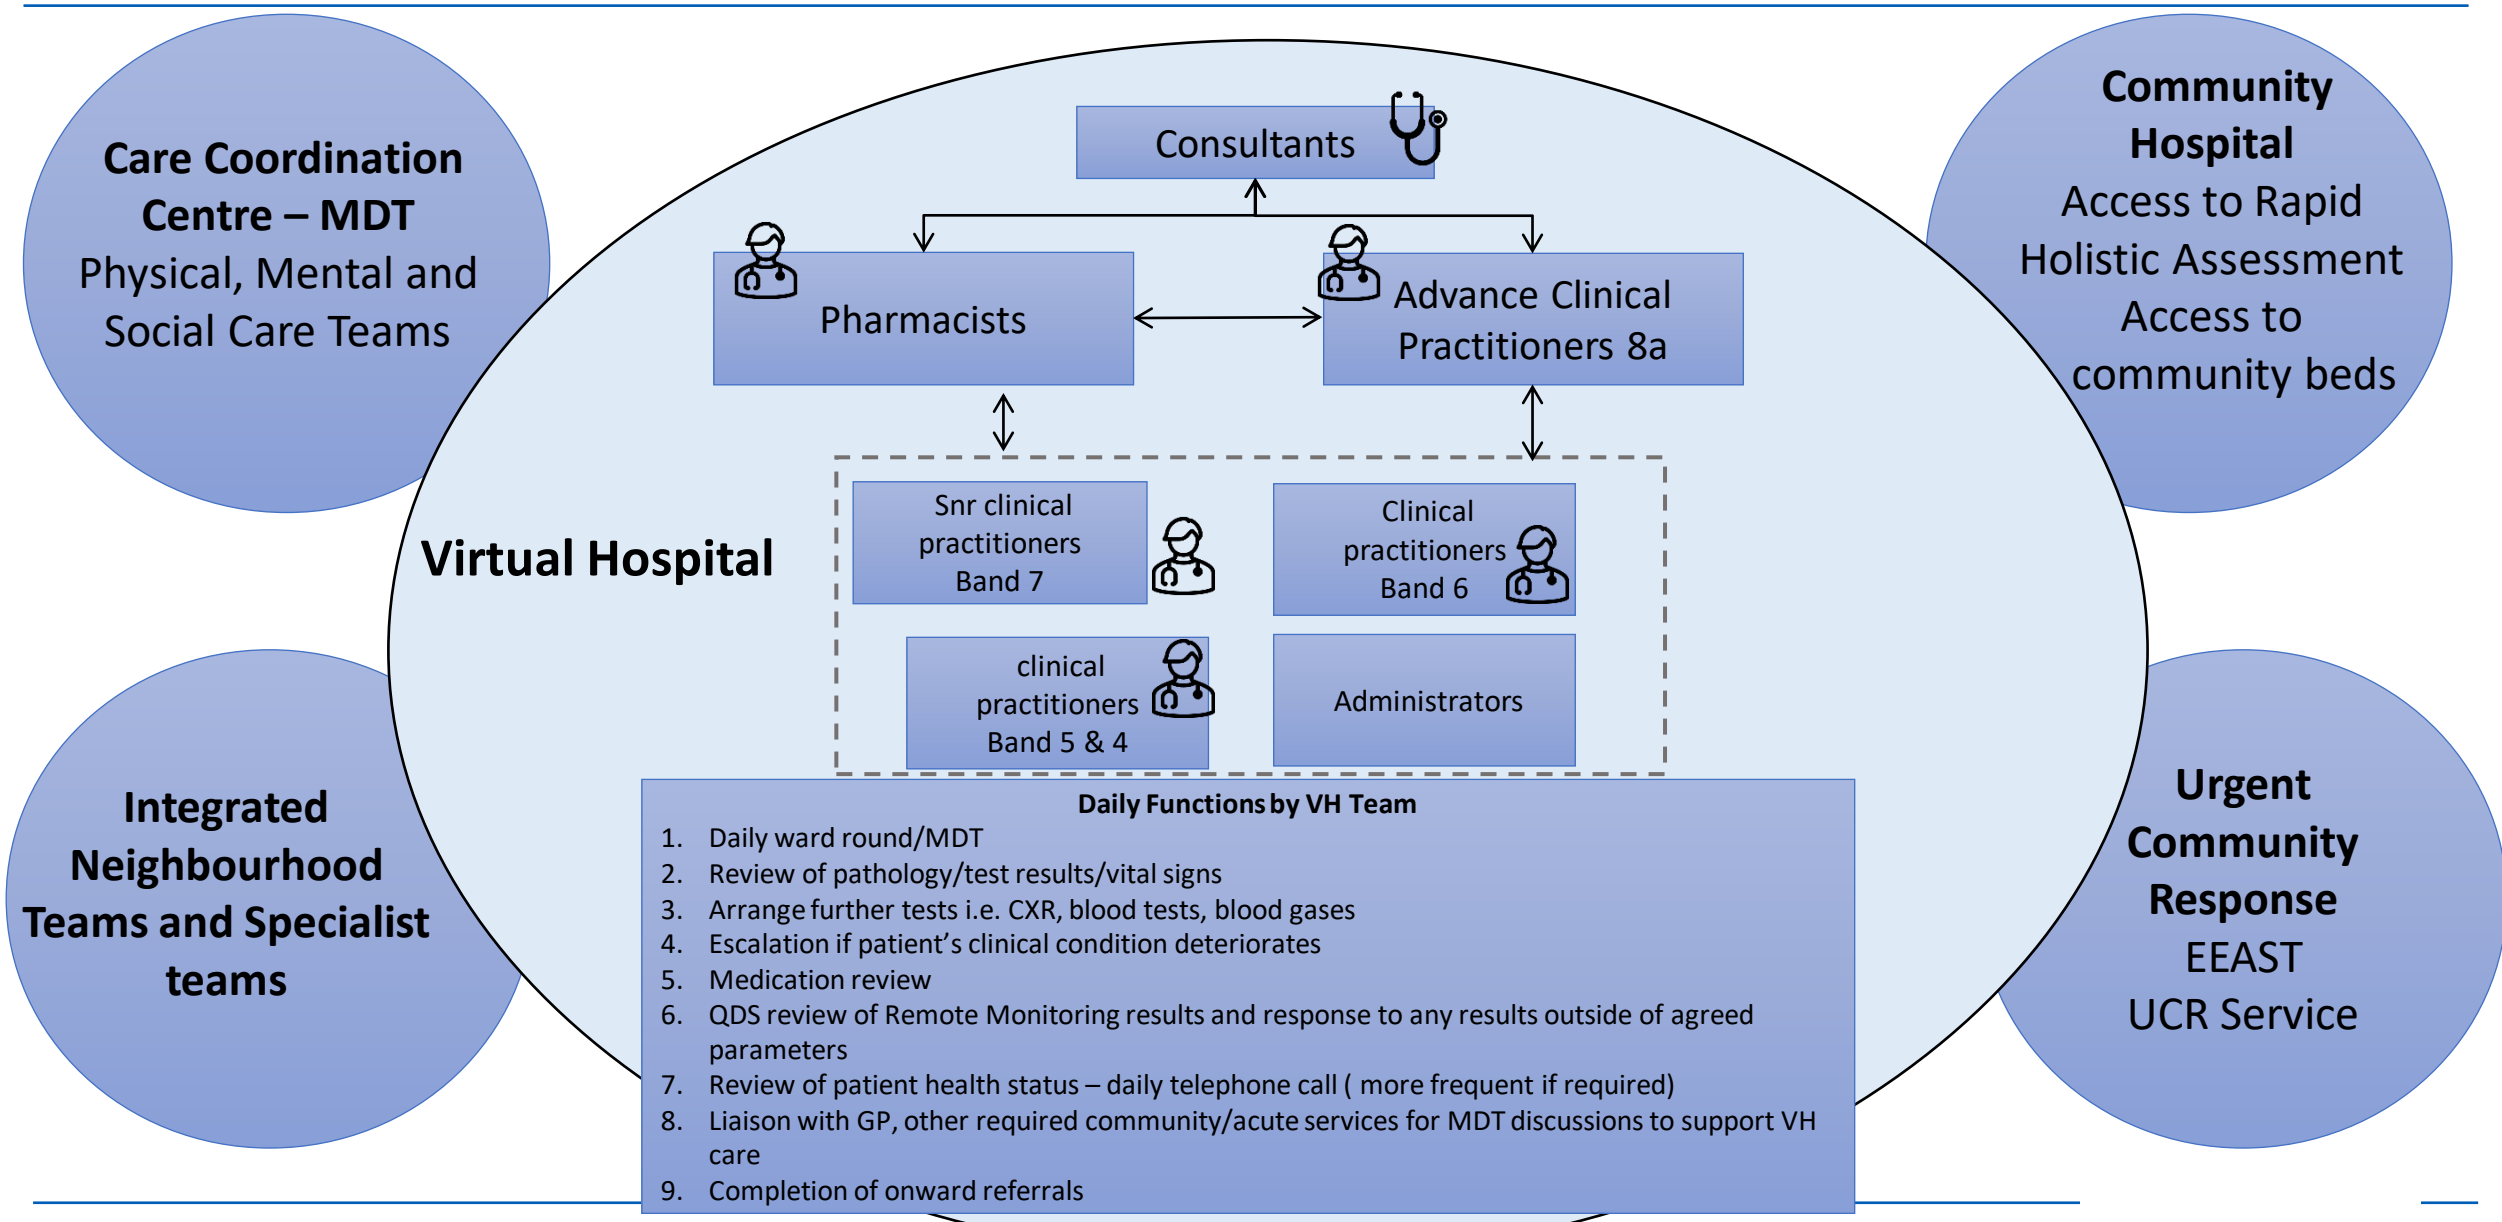 Care Coordination
Centre – MDT
Physical, Mental and
Social Care Teams
Community
Hospital
Access to Rapid
Holistic Assessment
Access to
community beds
Consultants
Pharmacists
Advance Clinical
Practitioners 8a
Virtual Hospital
Snr clinical
practitioners
Band 7
Clinical
practitioners
Band 6
clinical
practitioners
Band 5 & 4
Administrators
Integrated
Neighbourhood
Teams and Specialist
teams
Urgent
Community
Response
EEAST
UCR Service
Daily Functions by VH Team
1. Daily ward round/MDT
2. Review of pathology/test results/vital signs
3. Arrange further tests i.e. CXR, blood tests, blood gases
4. Escalation if patient’s clinical condition deteriorates
5. Medication review
6. QDS review of Remote Monitoring results and response to any results outside of agreed
parameters
7. Review of patient health status – daily telephone call ( more frequent if required)
8. Liaison with GP, other required community/acute services for MDT discussions to support VH
care
9. Completion of onward referrals